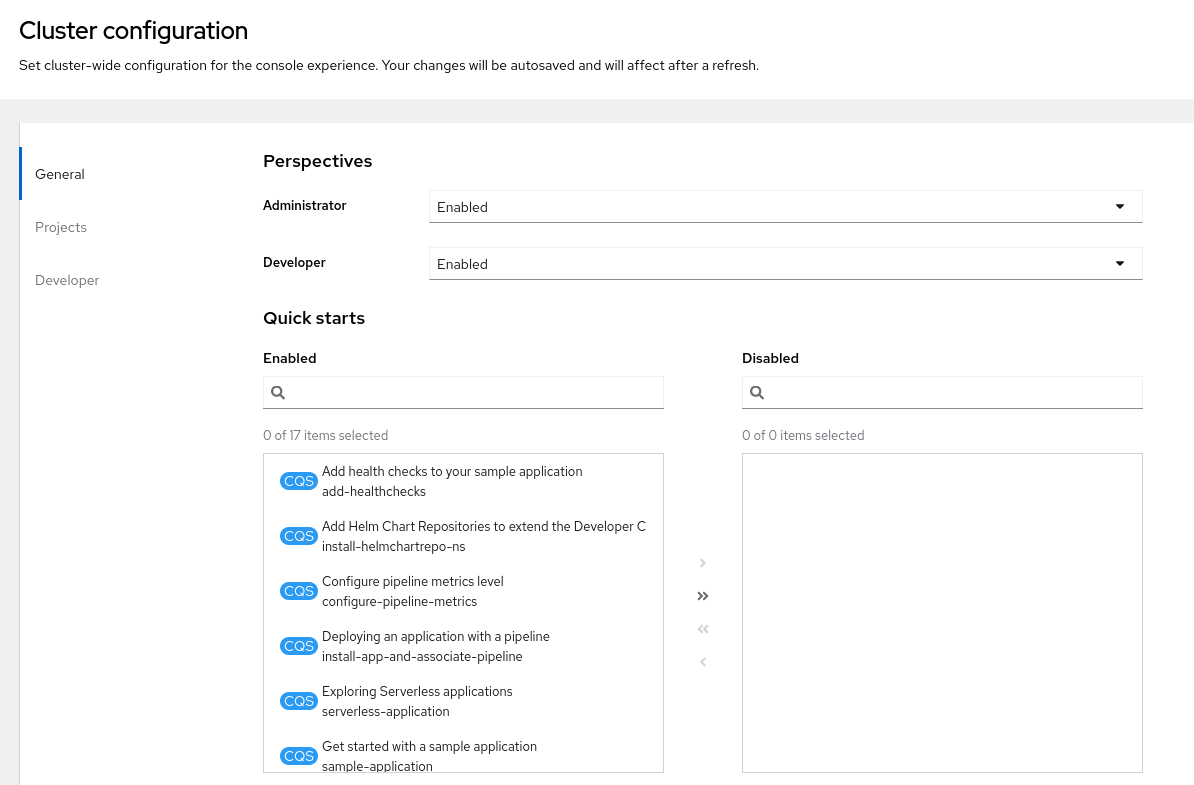 Cluster configuration
Set cluster-wide configuration for the console experience. Your changes will be autosaved and will affect after a refresh.
General
Projects
Developer
Perspectives
Administrator
Enabled
Developer
Enabled
Quick starts
Enabled
0 of 17 items selected
CQS
Add health checks to your sample application
add-healthchecks
CQS
Add Helm Chart Repositories to extend the Developer C
install-helmchartrepo-ns
CQS
Configure pipeline metrics level
configure-pipeline-metrics
CQS
Deploying an application with a pipeline
install-app-and-associate-pipeline
CQS
Exploring Serverless applications
serverless-application
CQS
Get started with a sample application
sample-application
Disabled
0 of 0 items selected